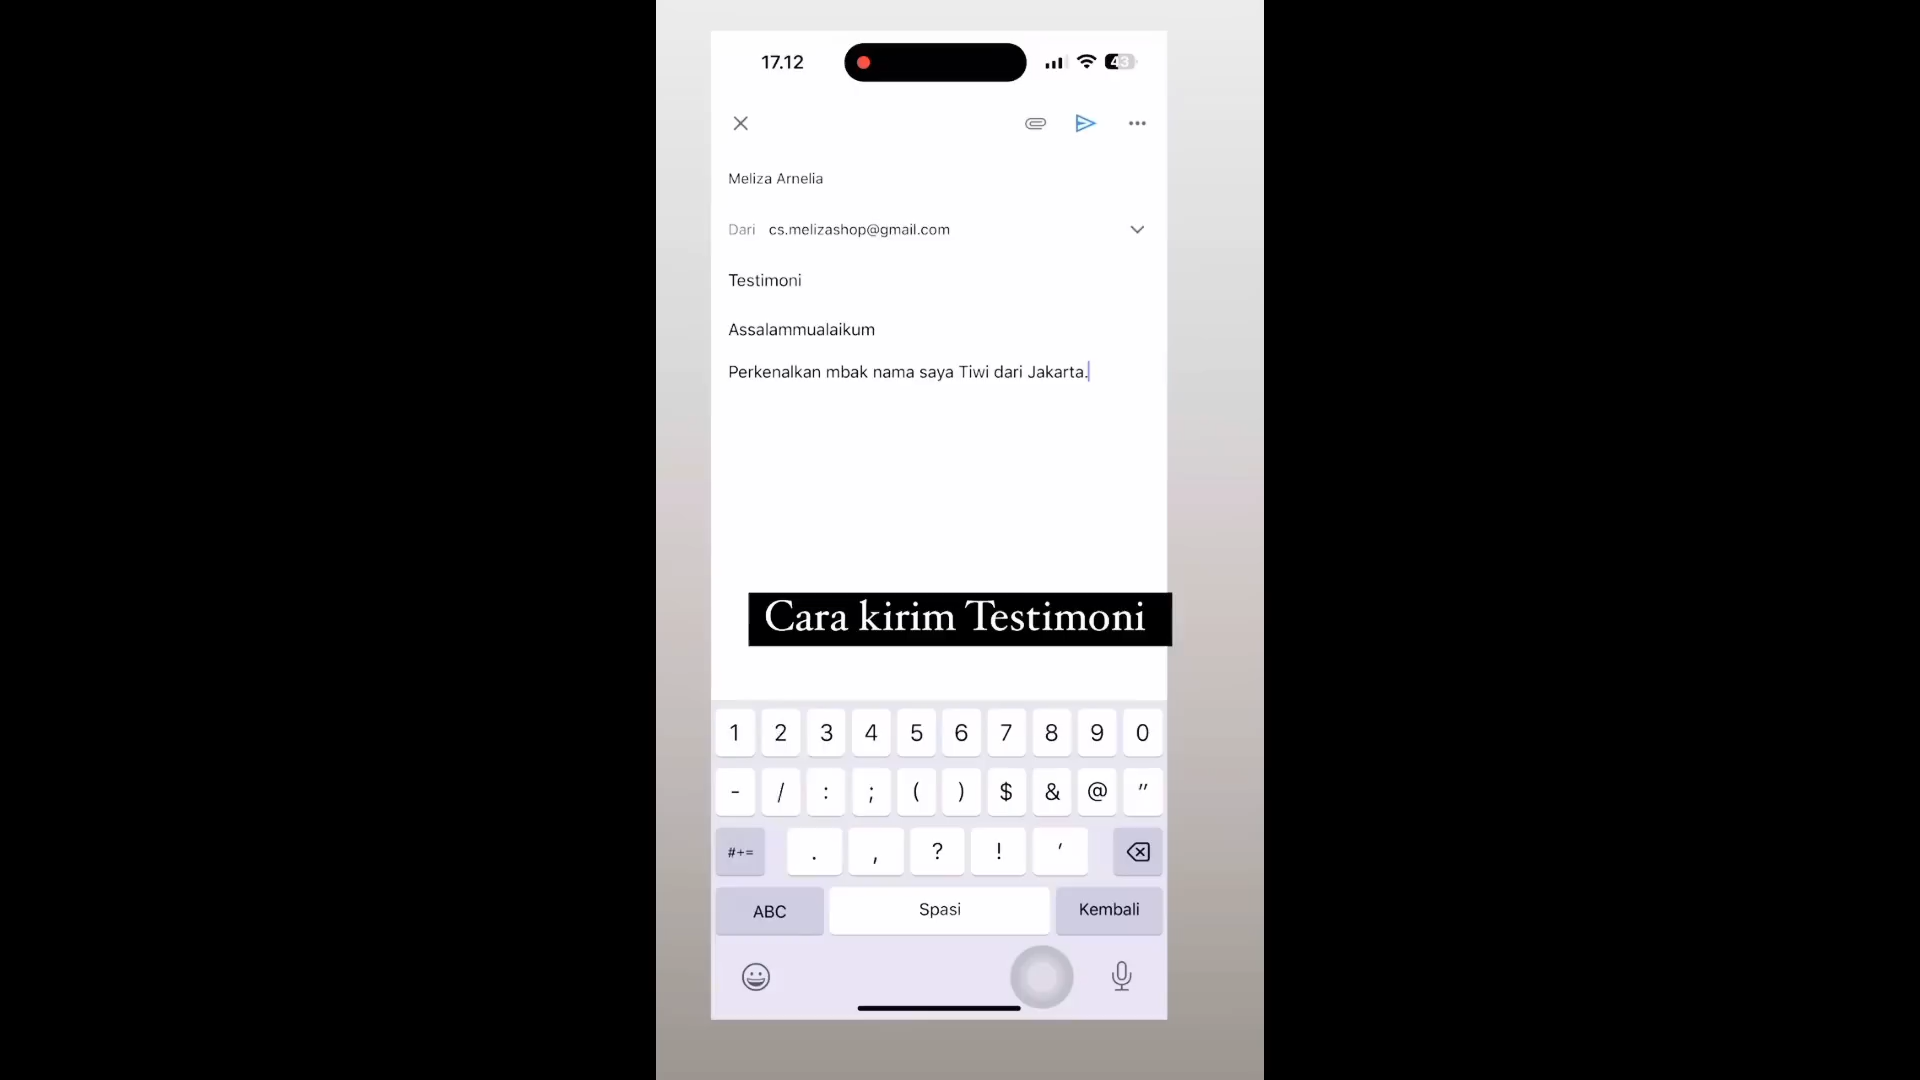 17.12
43
Meliza Arnelia
Dari cs.melizashop@gmail.com
Testimoni
Assalammualaikum
Perkenalkan mbak nama saya Tiwi dari Jakarta.
Cara kirim Testimoni
1 2 3 4 5 6 7 8 9 0
- / : ; ( ) $ & @ "
#+= . , ? ! '
ABC Spasi Kembali